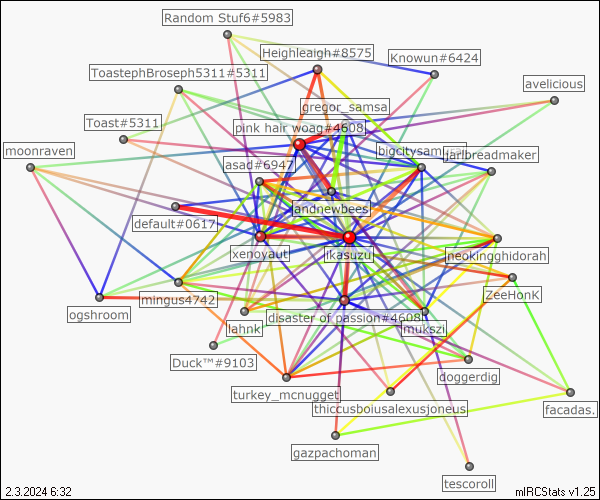 Random Stuf6#5983
Heighleaigh#8575
Knowun#6424
ToastephBroseph5311#5311
avelicious
gregor_samsa
Toast#5311
pink hair woag#4608
moonraven
jarlbreadmaker
asad#6947
landnewbees
default#0617
xenoyaut
ikasuzu
neokingghidorah
ZeeHonK
mingus4742
ogshroom
disaster of passion#4608
lahnk
mukszi
Duck™#9103
doggerdig
turkey_mcnugget
thiccusboiusalexusjoneus
facadas.
gazpachoman
tescoroll
2.3.2024 6:32
mIRCStats v1.25